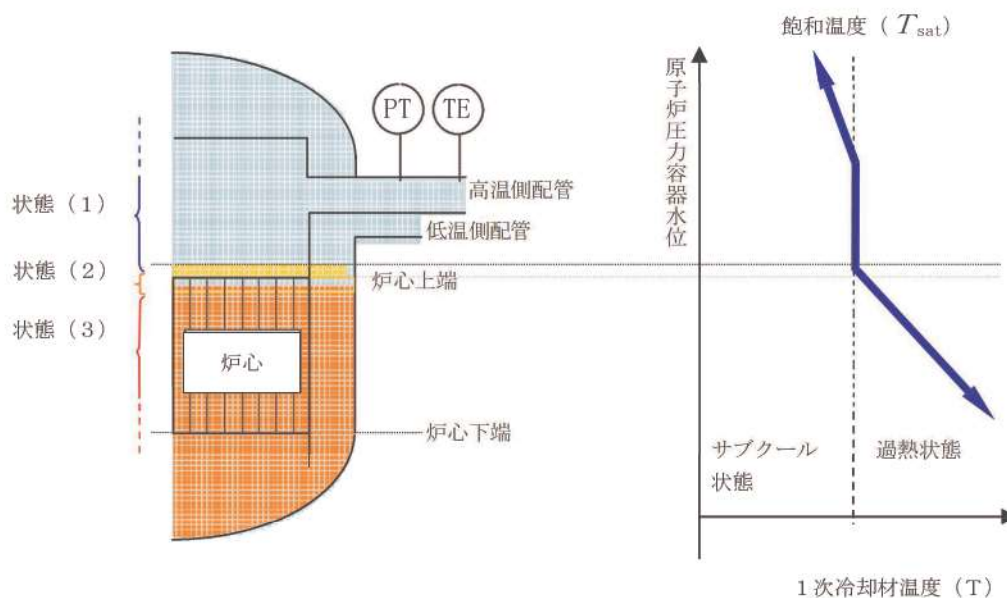 飽和温度（Tsat）
原子炉圧力容器水位
PT
TE
高温側配管
低温側配管
状態（1）
状態（2）
状態（3）
炉心上端
炉心
炉心下端
サブクール
状態
過熱状態
1次冷却材温度（T）